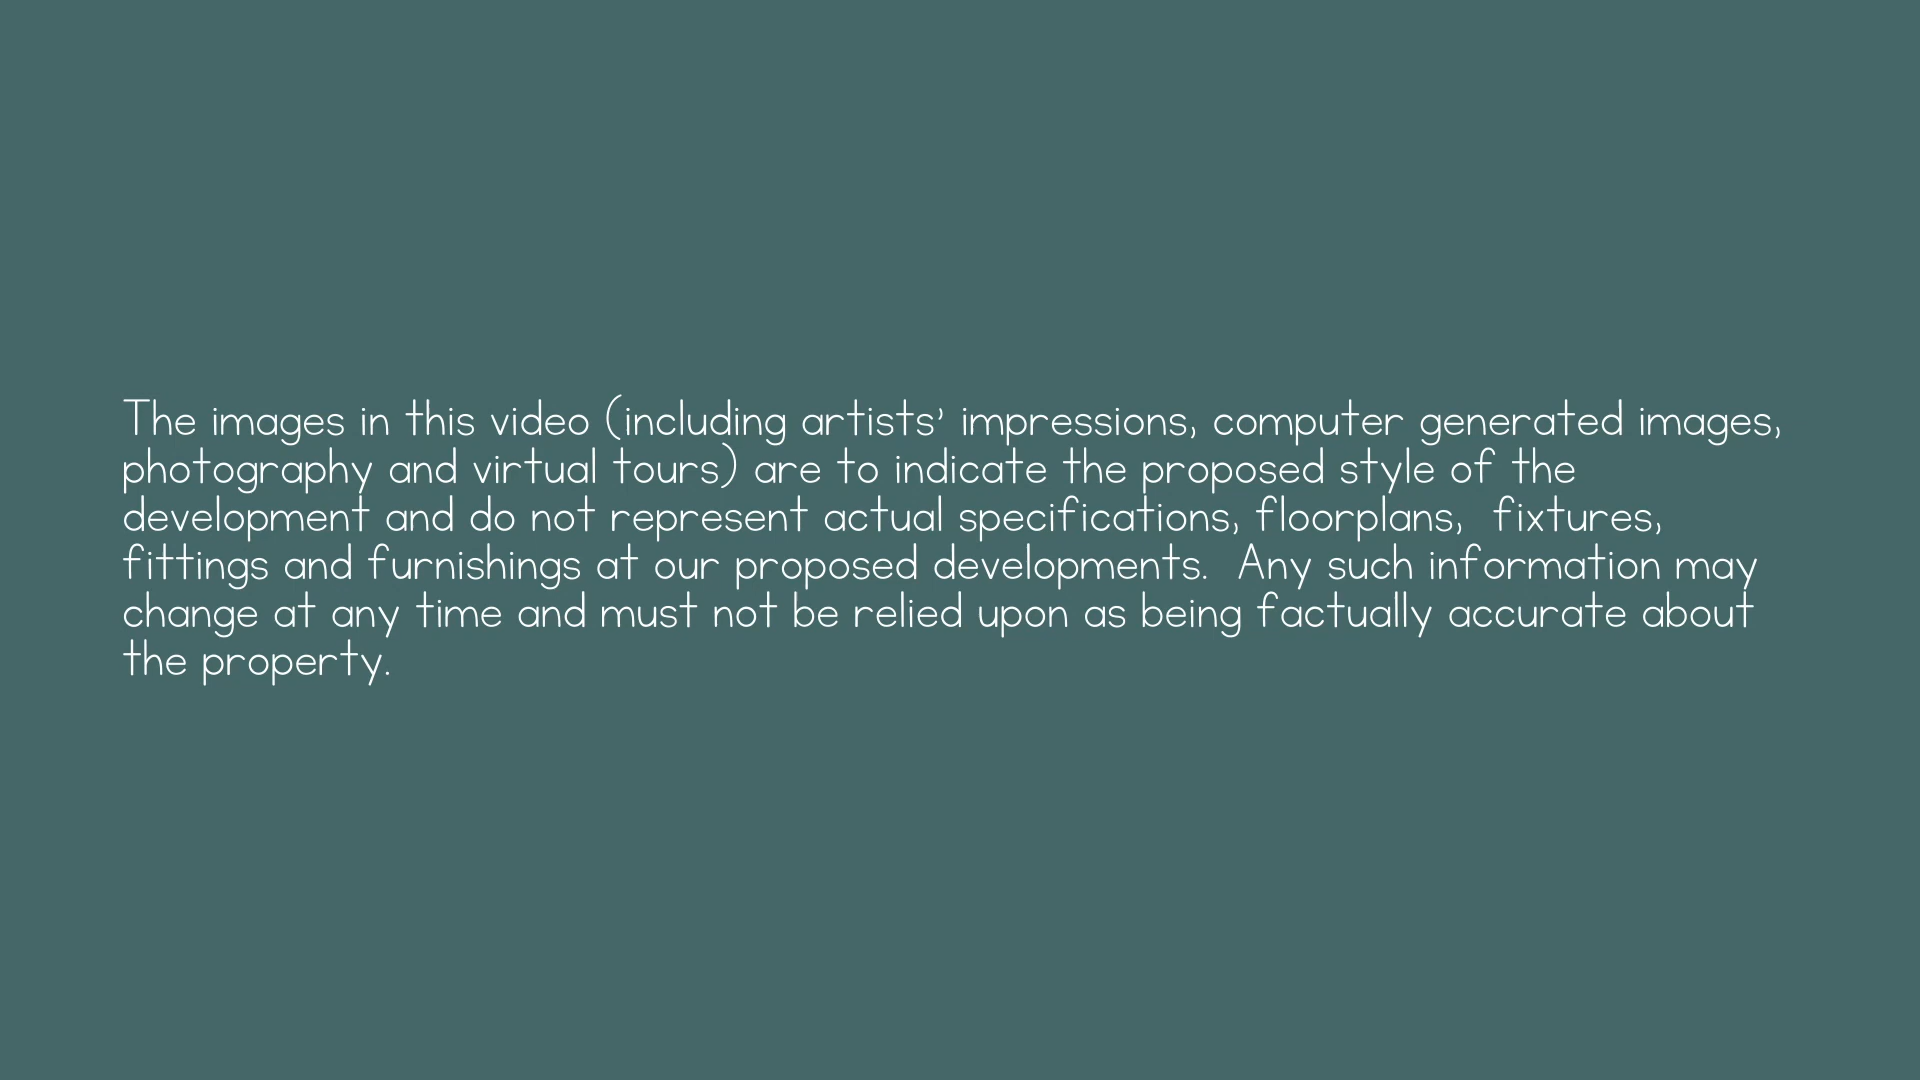 The images in this video (including artists' impressions, computer generated images,
photography and virtual tours) are to indicate the proposed style of the
development and do not represent actual specifications, floorplans,  fixtures,
fittings and furnishings at our proposed developments.  Any such information may
change at any time and must not be relied upon as being factually accurate about
the property.